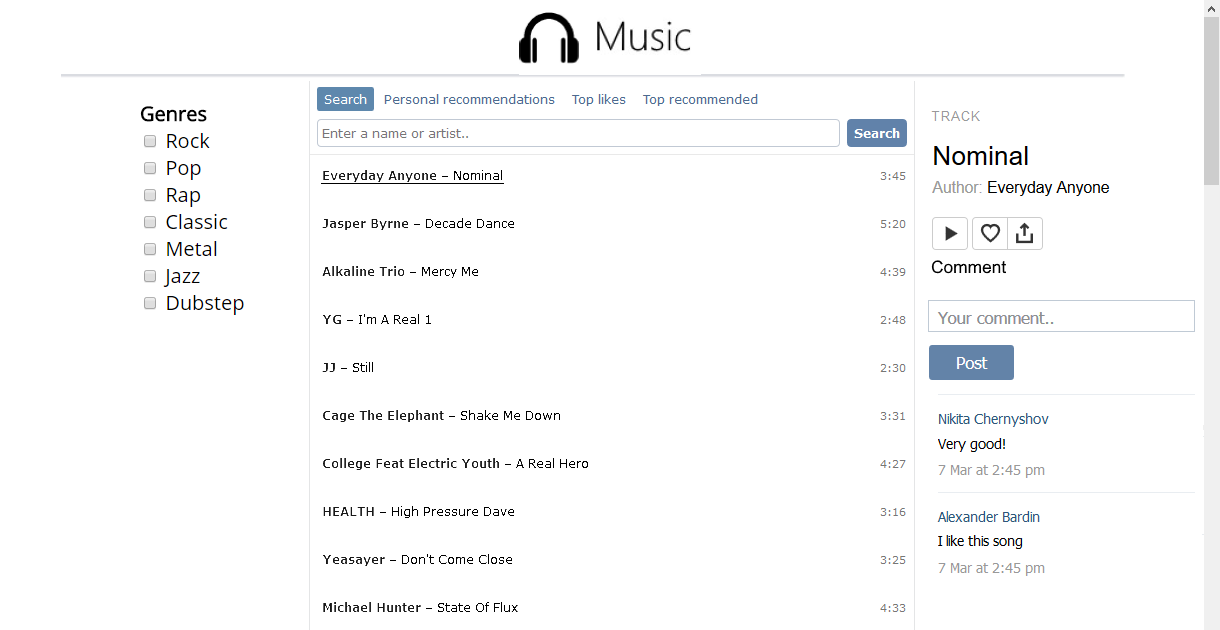 Music
Genres
Rock
Pop
Rap
Classic
Metal
Jazz
Dubstep
Search Personal recommendations Top likes Top recommended
Enter a name or artist.. Search
Everyday Anyone – Nominal 3:45
Jasper Byrne – Decade Dance 5:20
Alkaline Trio – Mercy Me 4:39
YG – I'm A Real 1 2:48
JJ – Still 2:30
Cage The Elephant – Shake Me Down 3:31
College Feat Electric Youth – A Real Hero 4:27
HEALTH – High Pressure Dave 3:16
Yeasayer – Don't Come Close 3:25
Michael Hunter – State Of Flux 4:33
TRACK
Nominal
Author: Everyday Anyone
Comment
Your comment..
Post
Nikita Chernyshov
Very good!
7 Mar at 2:45 pm
Alexander Bardin
I like this song
7 Mar at 2:45 pm